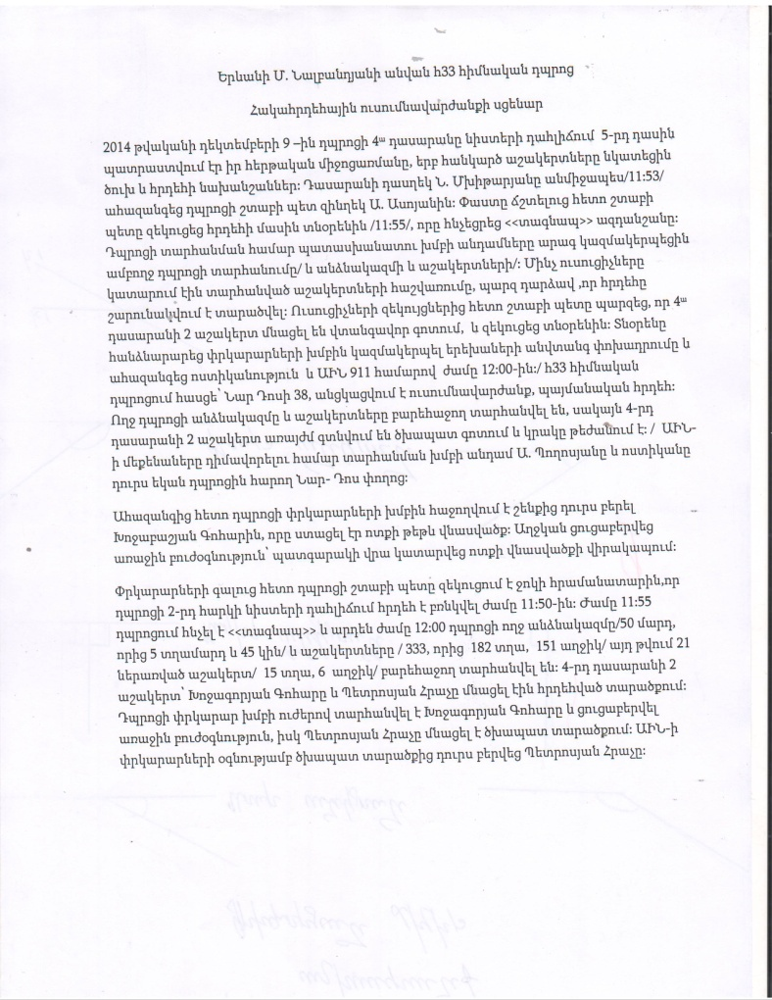 Երևանի Մ. Նալբանդյանի անվան հ33 հիմնական դպրոց
Հակահրդեհային ուսումնավարժանքի սցենար
2014 թվականի դեկտեմբերի 9 –ին դպրոցի 4ա դասարանը նիստերի դահլիճում 5-րդ դասին
պատրաստվում էր իր հերթական միջոցառմանը, երբ հանկարծ աշակերտները նկատեցին
ծուխ և հրդեհի նախանշաններ: Դասարանի դասղեկ Ն. Մխիթարյանը անմիջապես/11:53/
ահազանգեց դպրոցի շտաբի պետ զինղեկ Ա. Ասոյանին: Փաստը ճշտելուց հետո շտաբի
պետը զեկուցեց հրդեհի մասին տնօրենին /11:55/, որը հնչեցրեց <<տագնապ>> ազդանշանը:
Դպրոցի տարհանման համար պատասխանատու խմբի անդամները արագ կազմակերպեցին
ամբողջ դպրոցի տարհանումը/ և անձնակազմի և աշակերտների/: Մինչ ուսուցիչները
կատարում էին տարհանված աշակերտների հաշվառումը, պարզ դարձավ ,որ հրդեհը
շարունակվում է տարածվել: Ուսուցիչների զեկույցներից հետո շտաբի պետը պարզեց, որ 4ա
դասարանի 2 աշակերտ մնացել են վտանգավոր գոտում, և զեկուցեց տնօրենին: Տնօրենը
հանձնարարեց փրկարարների խմբին կազմակերպել երեխաների անվտանգ փոխադրումը և
ահազանգեց ոստիկանություն և ԱԻՆ 911 համարով ժամը 12:00-ին:/ հ33 հիմնական
դպրոցում հասցե՝ Նար Դոսի 38, անցկացվում է ուսումնավարժանք, պայմանական հրդեհ:
Ողջ դպրոցի անձնակազմը և աշակերտները բարեհաջող տարհանվել են, սակայն 4-րդ
դասարանի 2 աշակերտ առայժմ գտնվում են ծխապատ գոտում և կրակը թեժանում է: / ԱԻՆ-
ի մեքենաները դիմավորելու համար տարհանման խմբի անդամ Ա. Պողոսյանը և ոստիկանը
դուրս եկան դպրոցին հարող Նար- Դոս փողոց:
Ահազանգից հետո դպրոցի փրկարարների խմբին հաջողվում է շենքից դուրս բերել
Խոջաբաշյան Գոհարին, որը ստացել էր ոտքի թեթև վնասվածք: Աղջկան ցուցաբերվեց
առաջին բուժօգնություն՝ պատգարակի վրա կատարվեց ոտքի վնասվածքի վիրակապում:
Փրկարարների գալուց հետո դպրոցի շտաբի պետը զեկուցում է ջոկի հրամանատարին,որ
դպրոցի 2-րդ հարկի նիստերի դահլիճում հրդեհ է բռնկվել ժամը 11:50-ին: Ժամը 11:55
դպրոցում հնչել է <<տագնապ>> և արդեն ժամը 12:00 դպրոցի ողջ անձնակազմը/50 մարդ,
որից 5 տղամարդ և 45 կին/ և աշակերտները / 333, որից 182 տղա, 151 աղջիկ/ այդ թվում 21
ներառված աշակերտ/ 15 տղա, 6 աղջիկ/ բարեհաջող տարհանվել են: 4-րդ դասարանի 2
աշակերտ՝ Խոջագորյան Գոհարը և Պետրոսյան Հրաչը մնացել էին հրդեհված տարածքում:
Դպրոցի փրկարար խմբի ուժերով տարհանվել է Խոջագորյան Գոհարը և ցուցաբերվել
առաջին բուժօգնություն, իսկ Պետրոսյան Հրաչը մնացել է ծխապատ տարածքում: ԱԻՆ-ի
փրկարարների օգնությամբ ծխապատ տարածքից դուրս բերվեց Պետրոսյան Հրաչը: